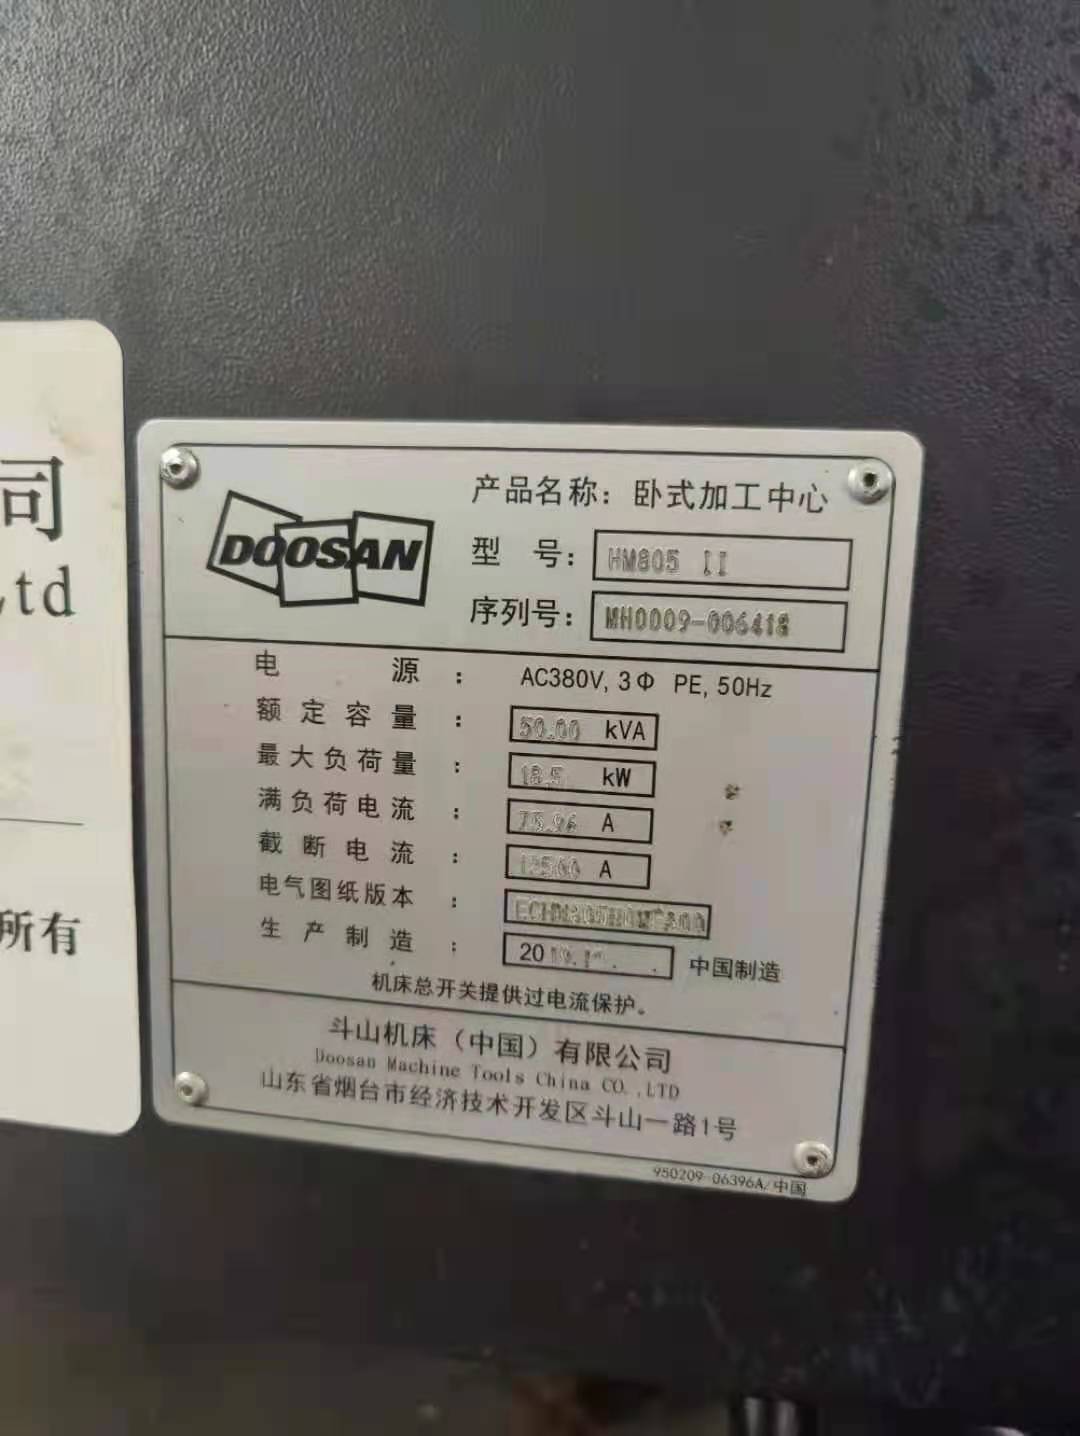 司
Ltd
所有
DOOSAN
产品名称：卧式加工中心
型 号：HM805 II
序列号：MH0009-006418
电 源：AC380V, 3Φ PE, 50Hz
额定容量：50.00 kVA
最大负荷量：18.5 kW
满负荷电流：75.96 A
截断电流：A
电气图纸版本：
生产制造：2019.1 中国制造
机床总开关提供过电流保护。
斗山机床（中国）有限公司
Doosan Machine Tools China CO.,LTD
山东省烟台市经济技术开发区斗山一路1号
950209-06396A/中国